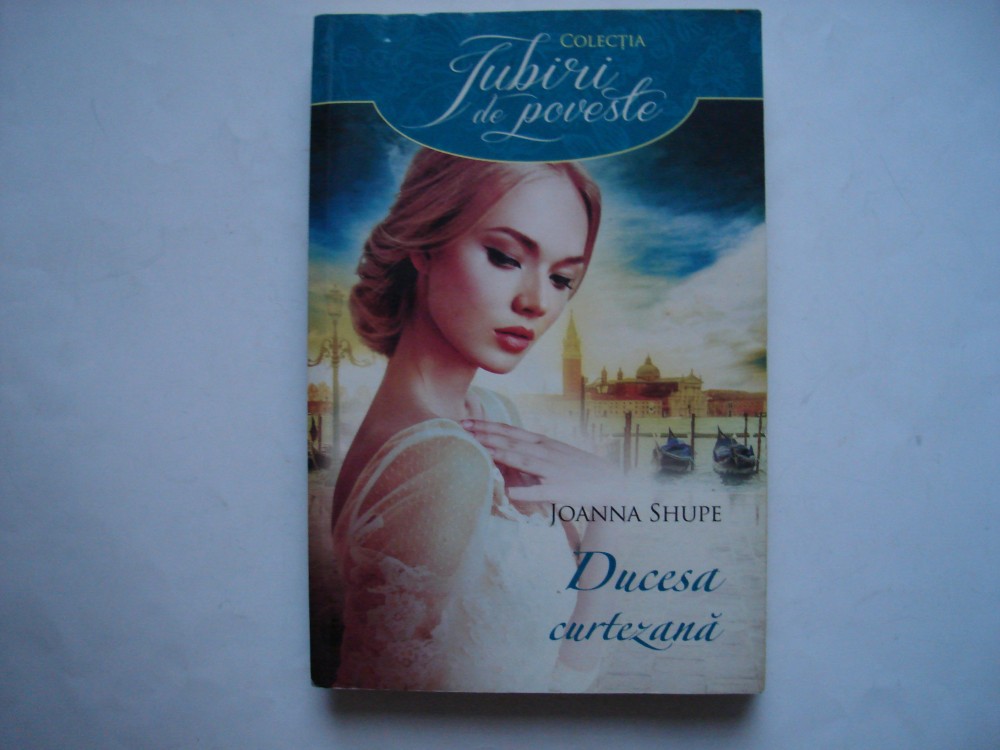 COLECȚIA
Iubiri
de poveste
JOANNA SHUPE
Ducesa
curtezană